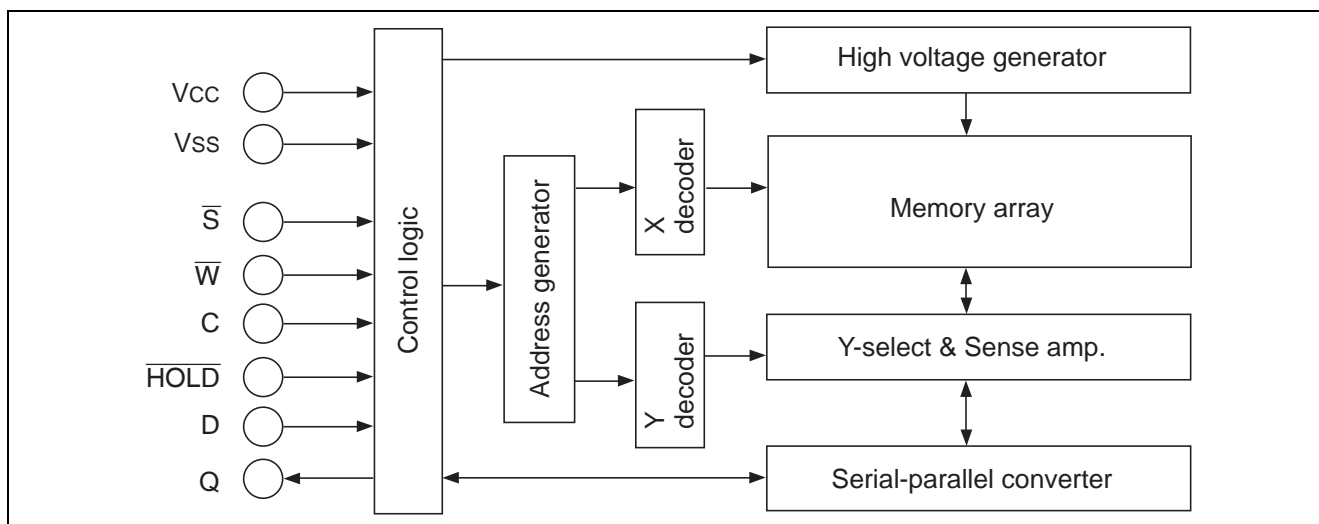 High voltage generator
VCC
VSS
S̅
W̅
C
H̅O̅L̅D̅
D
Q
Control logic
Address generator
X
decoder
Y
decoder
Memory array
Y-select & Sense amp.
Serial-parallel converter